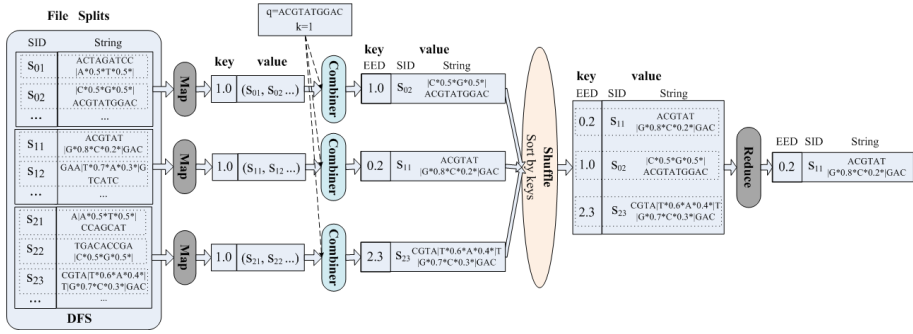 File Splits
SID String
S01 ACTAGATCC
|A*0.5*T*0.5*|
S02 |C*0.5*G*0.5*|
ACGTATGGAC
... ...
S11 ACGTAT
|G*0.8*C*0.2*|GAC
S12 GAA|T*0.7*A*0.3*|G
TCATC
...
S21 A|A*0.5*T*0.5*|
CCAGCAT
S22 TGACACCGA
|C*0.5*G*0.5*|
S23 CGTA|T*0.6*A*0.4*|
T|G*0.7*C*0.3*|GAC
... ...
DFS
Map
Map
Map
key value
1.0 (S01, S02 ...)
key value
1.0 (S11, S12 ...)
key value
1.0 (S21, S22 ...)
q=ACGTATGGAC
k=1
Combiner
Combiner
Combiner
key value
EED SID String
1.0 S02 |C*0.5*G*0.5*|
ACGTATGGAC
0.2 S11 ACGTAT
|G*0.8*C*0.2*|GAC
2.3 S23 CGTA|T*0.6*A*0.4*|T
|G*0.7*C*0.3*|GAC
Shuffle
Sort by keys
key value
EED SID String
0.2 S11 ACGTAT
|G*0.8*C*0.2*|GAC
1.0 S02 |C*0.5*G*0.5*|
ACGTATGGAC
2.3 S23 CGTA|T*0.6*A*0.4*|T
|G*0.7*C*0.3*|GAC
Reduce
EED SID String
0.2 S11 ACGTAT
|G*0.8*C*0.2*|GAC